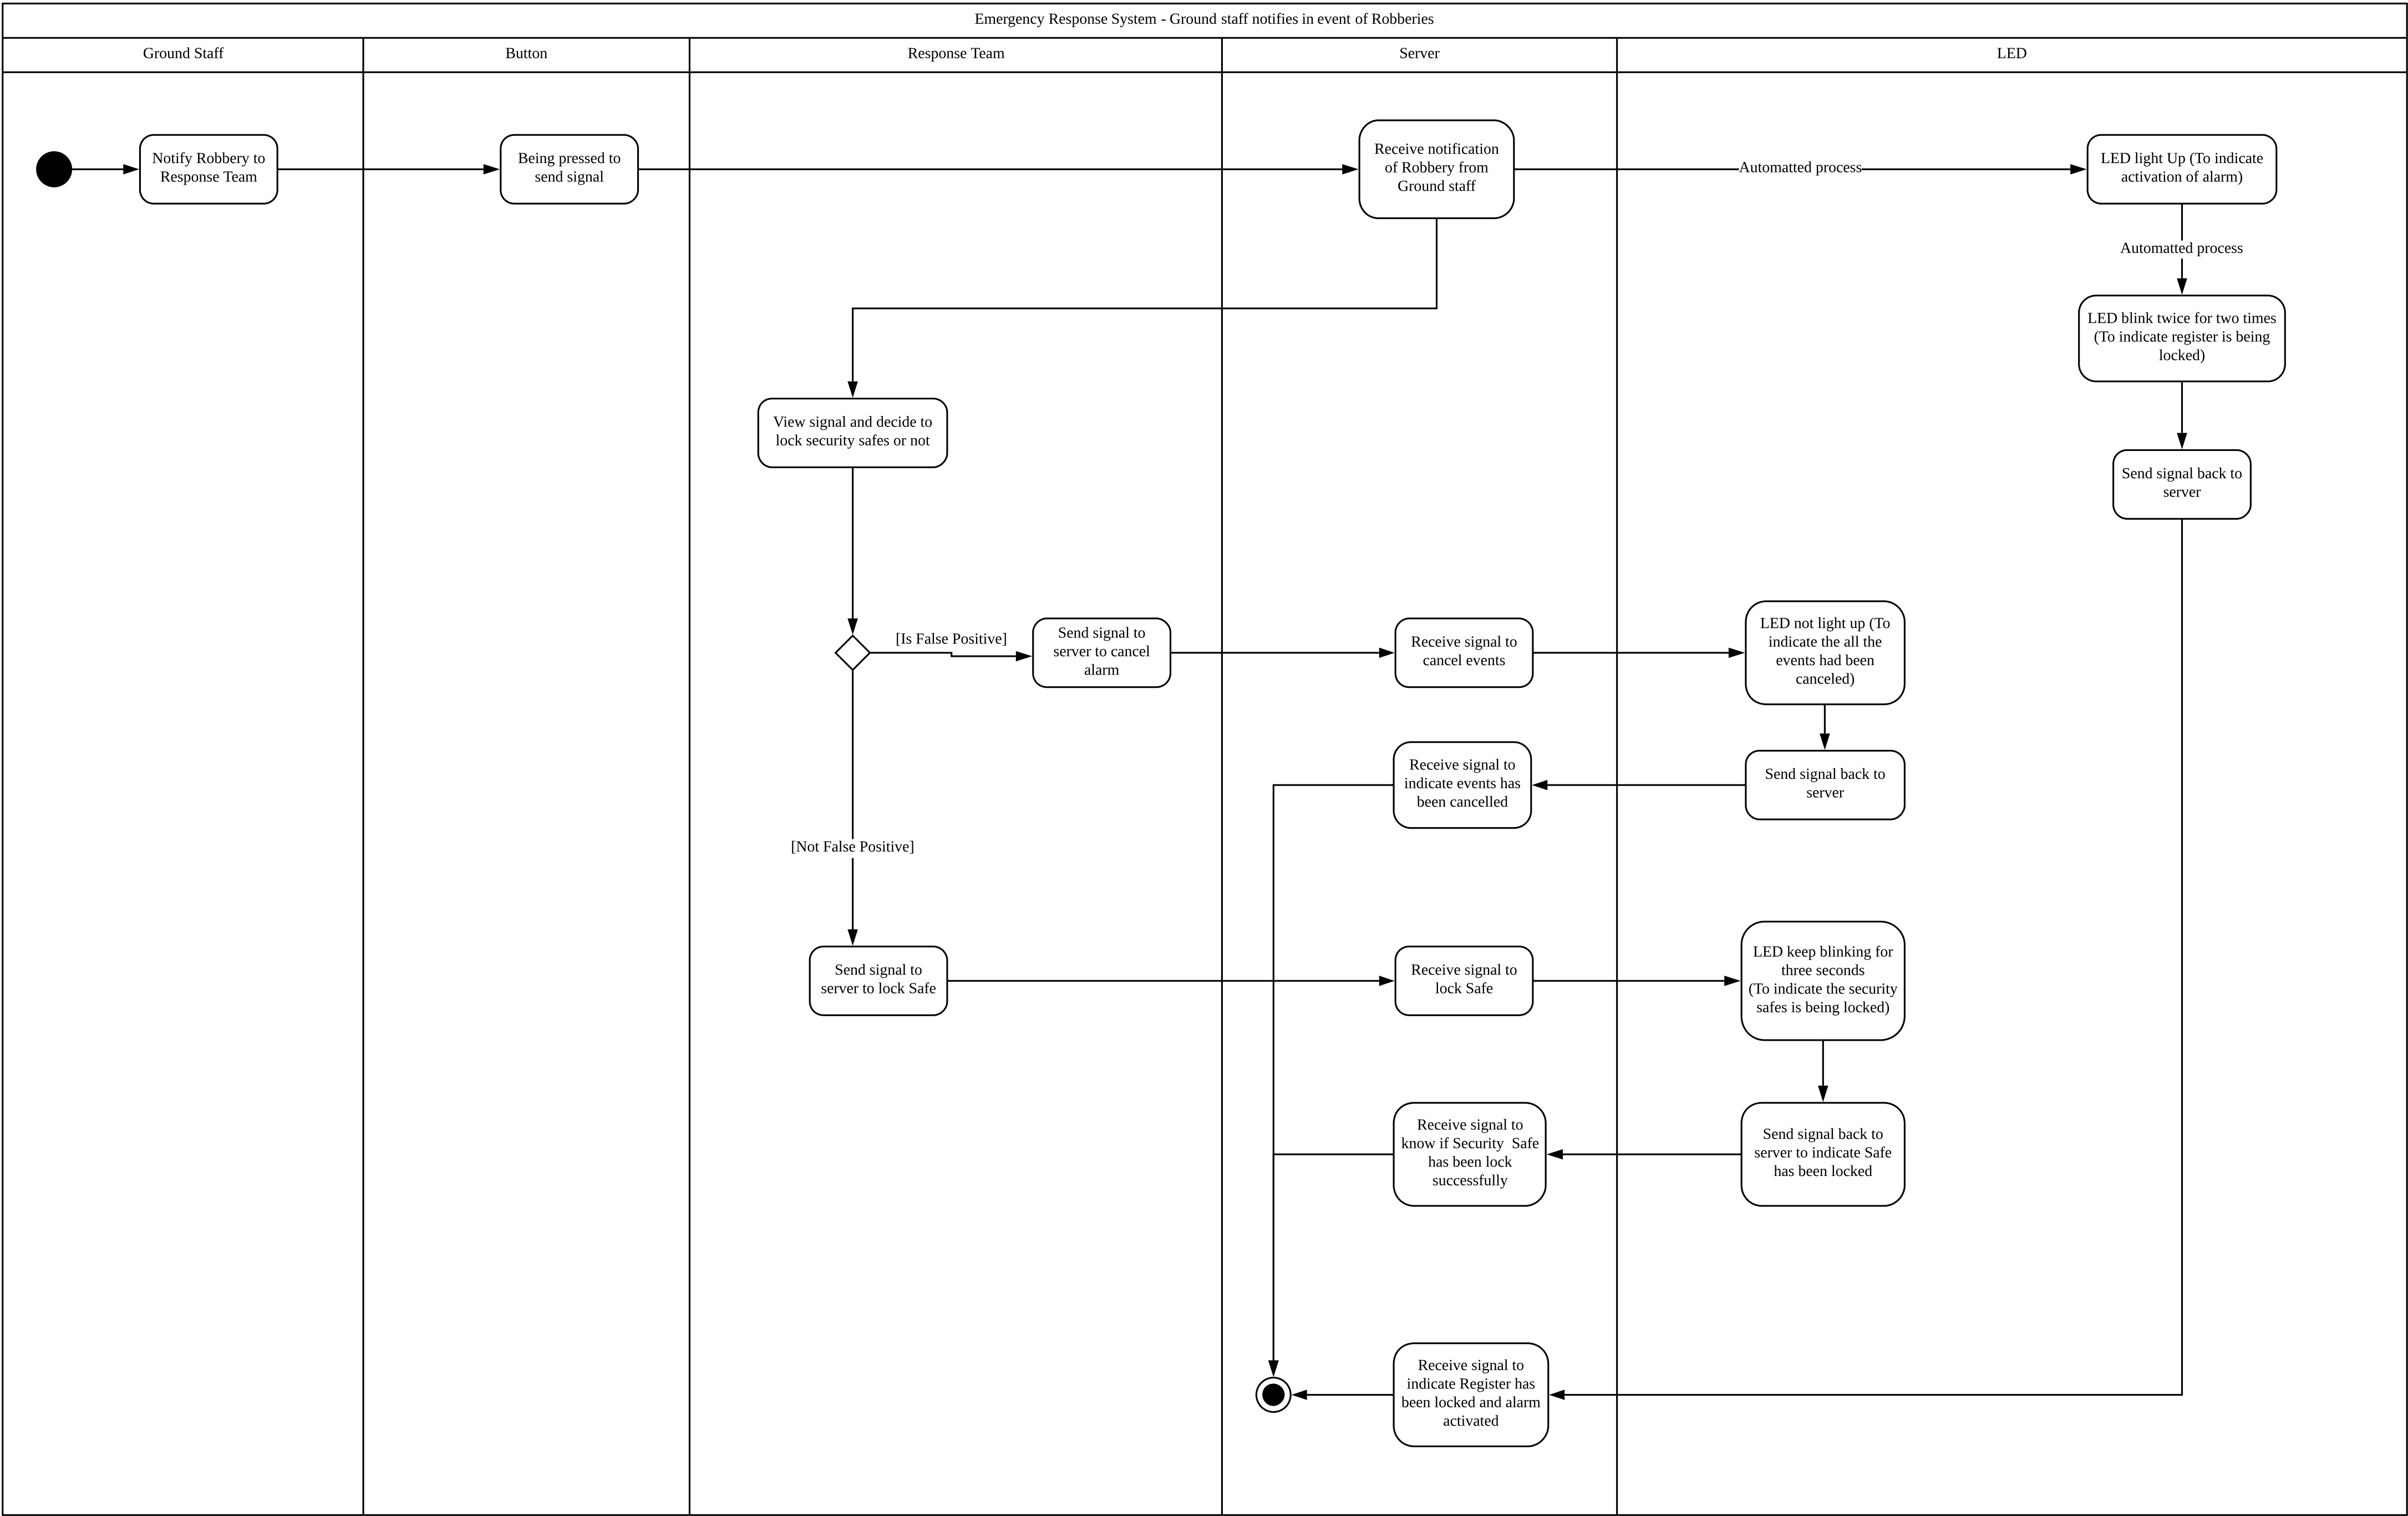 Emergency Response System - Ground staff notifies in event of Robberies
Ground Staff
Button
Response Team
Server
LED
Notify Robbery to
Response Team
Being pressed to
send signal
Receive notification
of Robbery from
Ground staff
Automatted process
LED light Up (To indicate
activation of alarm)
Automatted process
LED blink twice for two times
(To indicate register is being
locked)
View signal and decide to
lock security safes or not
Send signal back to
server
[Is False Positive]
Send signal to
server to cancel
alarm
Receive signal to
cancel events
LED not light up (To
indicate the all the
events had been
canceled)
Receive signal to
indicate events has
been cancelled
Send signal back to
server
[Not False Positive]
Send signal to
server to lock Safe
Receive signal to
lock Safe
LED keep blinking for
three seconds
(To indicate the security
safes is being locked)
Receive signal to
know if Security  Safe
has been lock
successfully
Send signal back to
server to indicate Safe
has been locked
Receive signal to
indicate Register has
been locked and alarm
activated